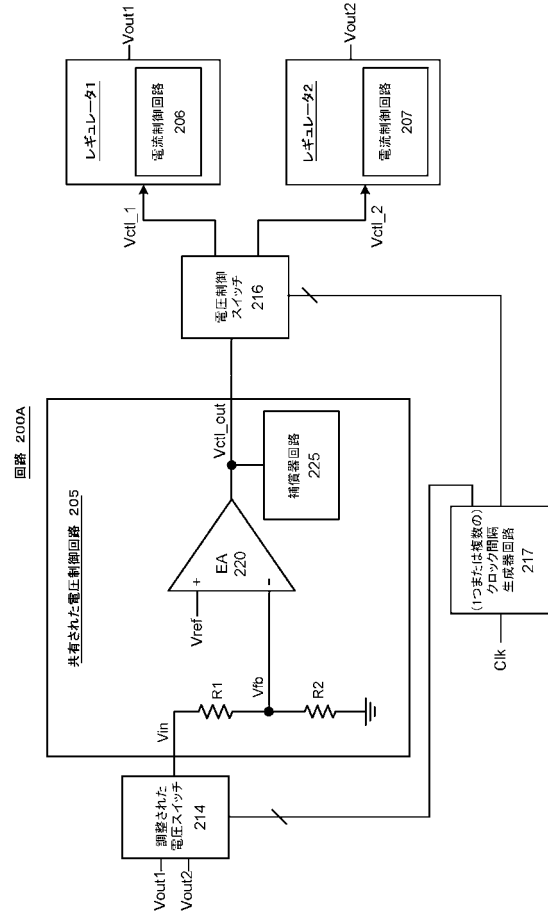 回路 200A
共有された電圧制御回路 205
Vout1
Vout2
調整された
電圧スイッチ
214
Vin
R1
Vfb
R2
Vref
+
-
EA
220
Vctl_out
補償器回路
225
電圧制御
スイッチ
216
Vctl_1
Vctl_2
レギュレータ1
電流制御回路
206
Vout1
レギュレータ2
電流制御回路
207
Vout2
Clk
(1つまたは複数の)
クロック間隔
生成器回路
217